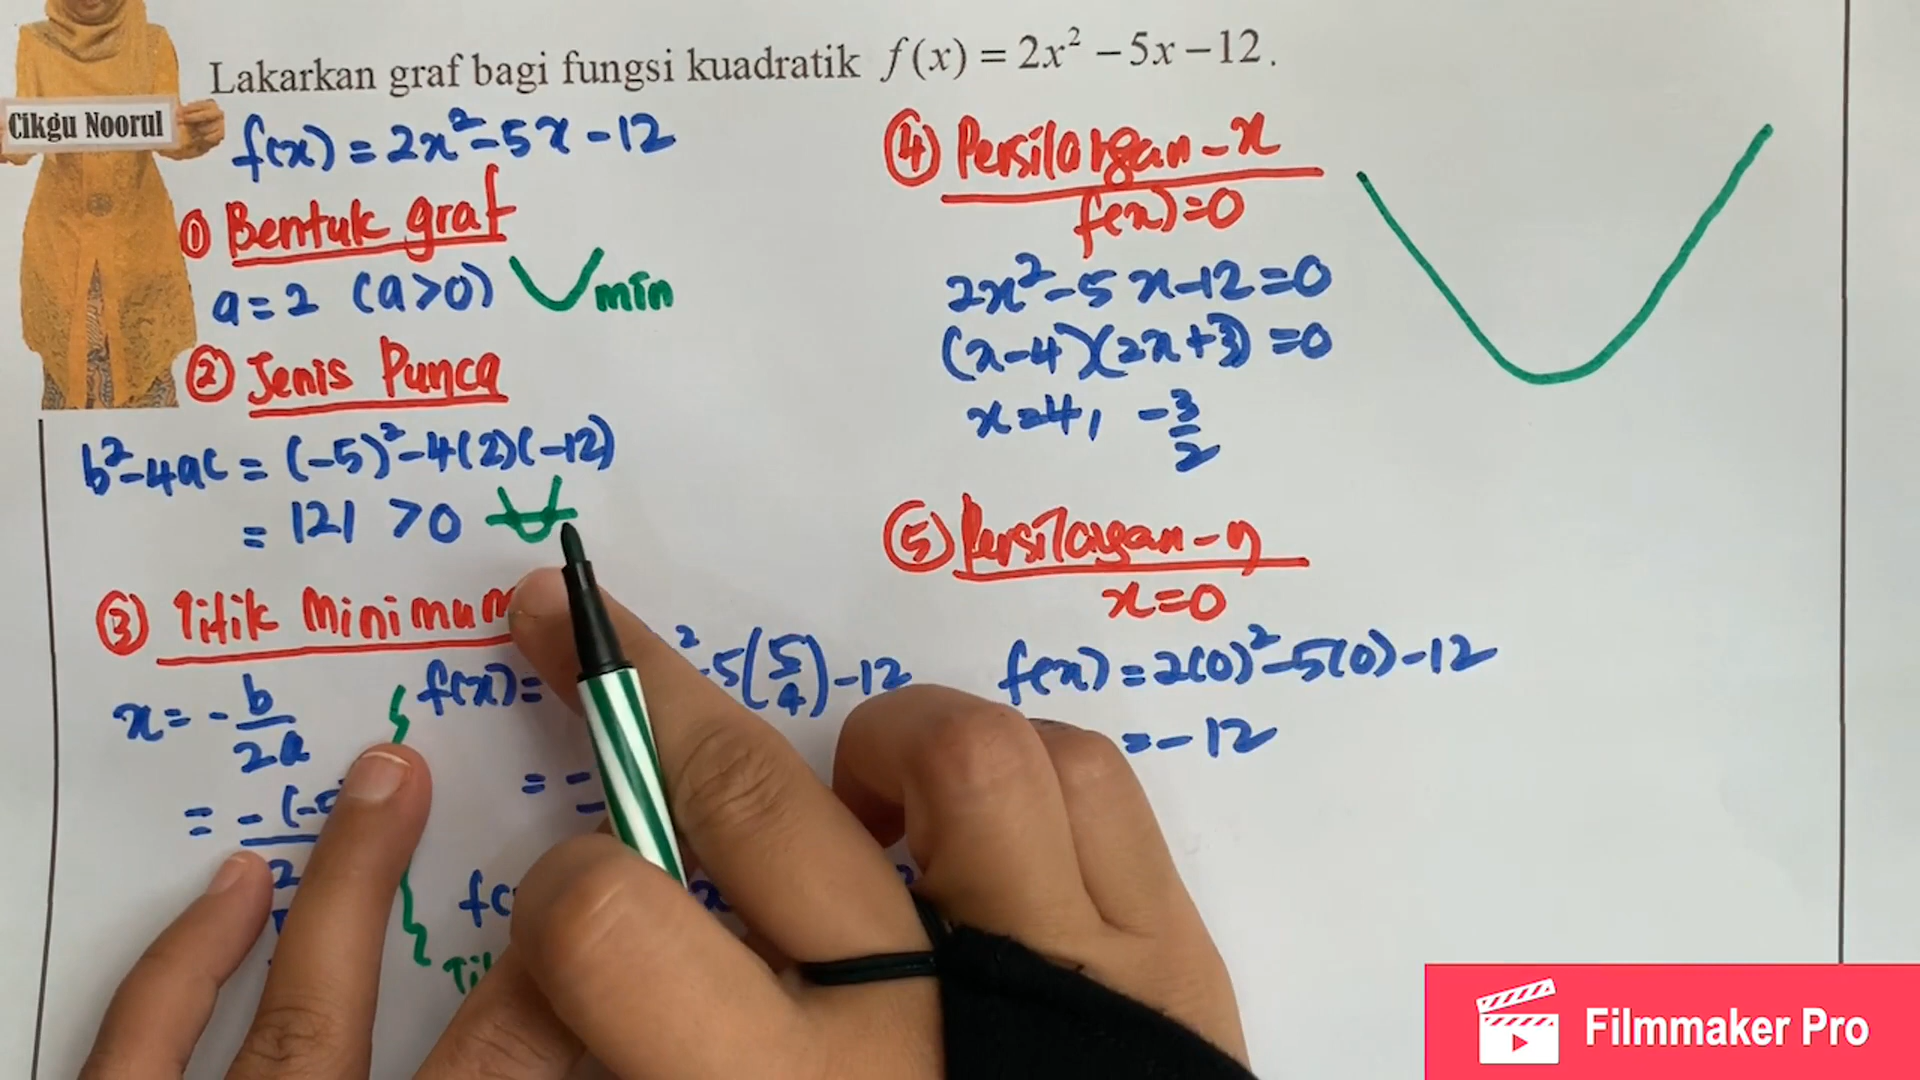 Lakarkan graf bagi fungsi kuadratik f(x) = 2x² − 5x − 12.
Cikgu Noorul
f(x) = 2x² - 5x - 12
① Bentuk graf
a = 2 (a > 0) min
② Jenis Punca
b² - 4ac = (-5)² - 4(2)(-12)
= 121 > 0
③ Titik Minimum
x = - b/2a
= -(-5
2
f(x) = ² - 5(5/4) - 12
= -
④ Persilangan - x
f(x) = 0
2x² - 5x - 12 = 0
(x - 4)(2x + 3) = 0
x = 4, -3/2
⑤ Persilangan - y
x = 0
f(x) = 2(0)² - 5(0) - 12
= -12
Filmmaker Pro